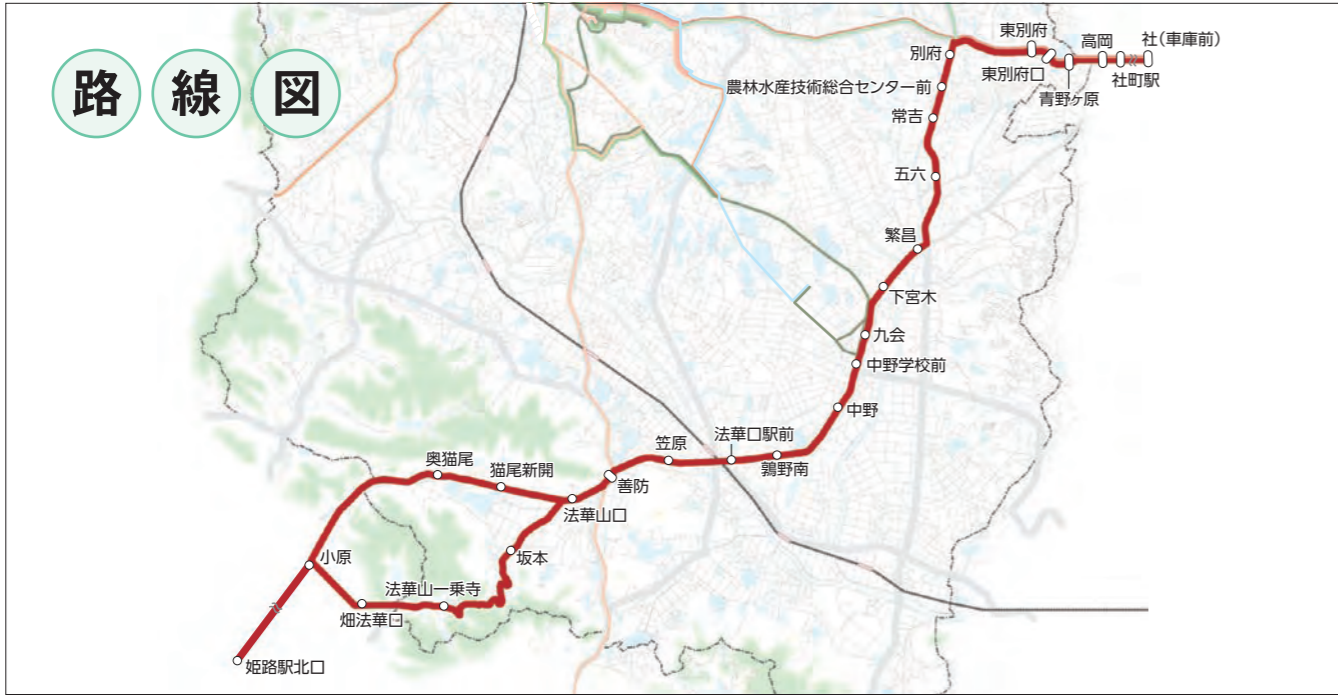 路線図
東別府
高岡
社(車庫前)
別府
東別府口
社町駅
青野ヶ原
農林水産技術総合センター前
常吉
五六
繁昌
下宮木
九会
中野学校前
中野
法華口駅前
笠原
鶉野南
奥猫尾
猫尾新開
善防
法華山口
坂本
小原
法華山一乗寺
畑法華口
姫路駅北口